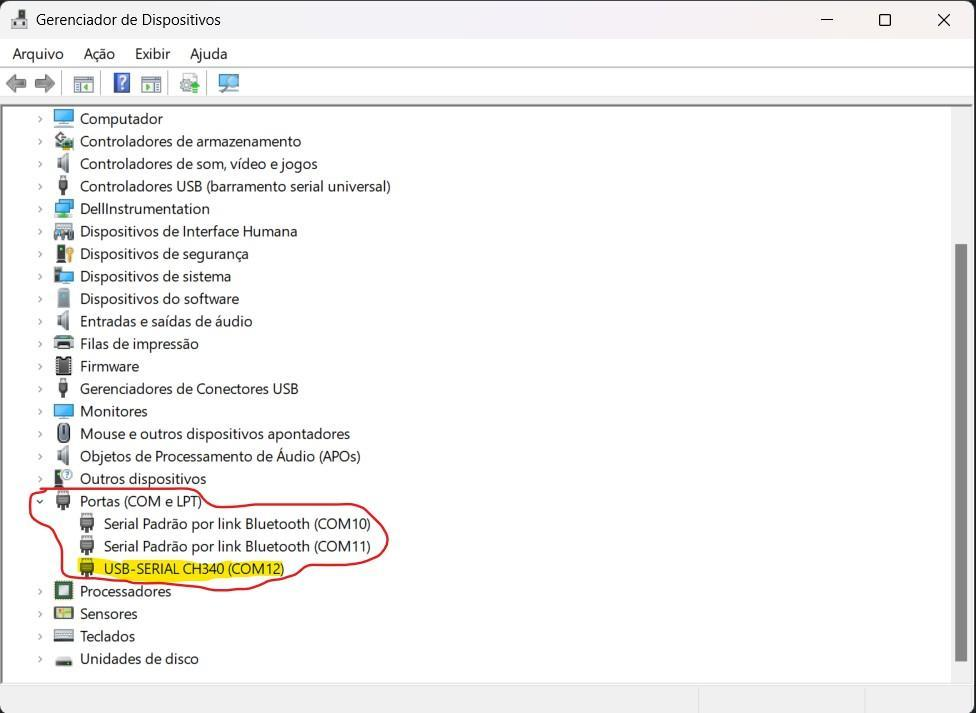 Gerenciador de Dispositivos
Arquivo Ação Exibir Ajuda
Computador
Controladores de armazenamento
Controladores de som, vídeo e jogos
Controladores USB (barramento serial universal)
DellInstrumentation
Dispositivos de Interface Humana
Dispositivos de segurança
Dispositivos de sistema
Dispositivos do software
Entradas e saídas de áudio
Filas de impressão
Firmware
Gerenciadores de Conectores USB
Monitores
Mouse e outros dispositivos apontadores
Objetos de Processamento de Áudio (APOs)
Outros dispositivos
Portas (COM e LPT)
Serial Padrão por link Bluetooth (COM10)
Serial Padrão por link Bluetooth (COM11)
USB-SERIAL CH340 (COM12)
Processadores
Sensores
Teclados
Unidades de disco